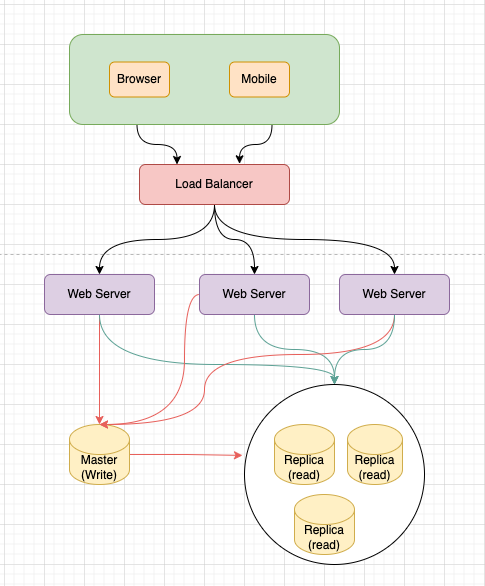 Browser
Mobile
Load Balancer
Web Server
Web Server
Web Server
Master
(Write)
Replica
(read)
Replica
(read)
Replica
(read)